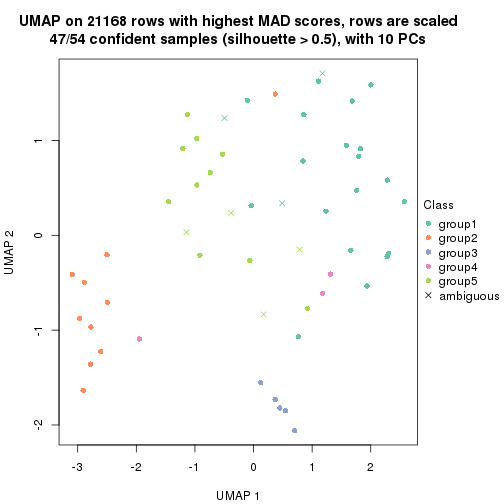 UMAP on 21168 rows with highest MAD scores, rows are scaled
47/54 confident samples (silhouette > 0.5), with 10 PCs
1
0
-1
-2
UMAP 2
-3
-2
-1
0
1
2
UMAP 1
Class
group1
group2
group3
group4
group5
ambiguous